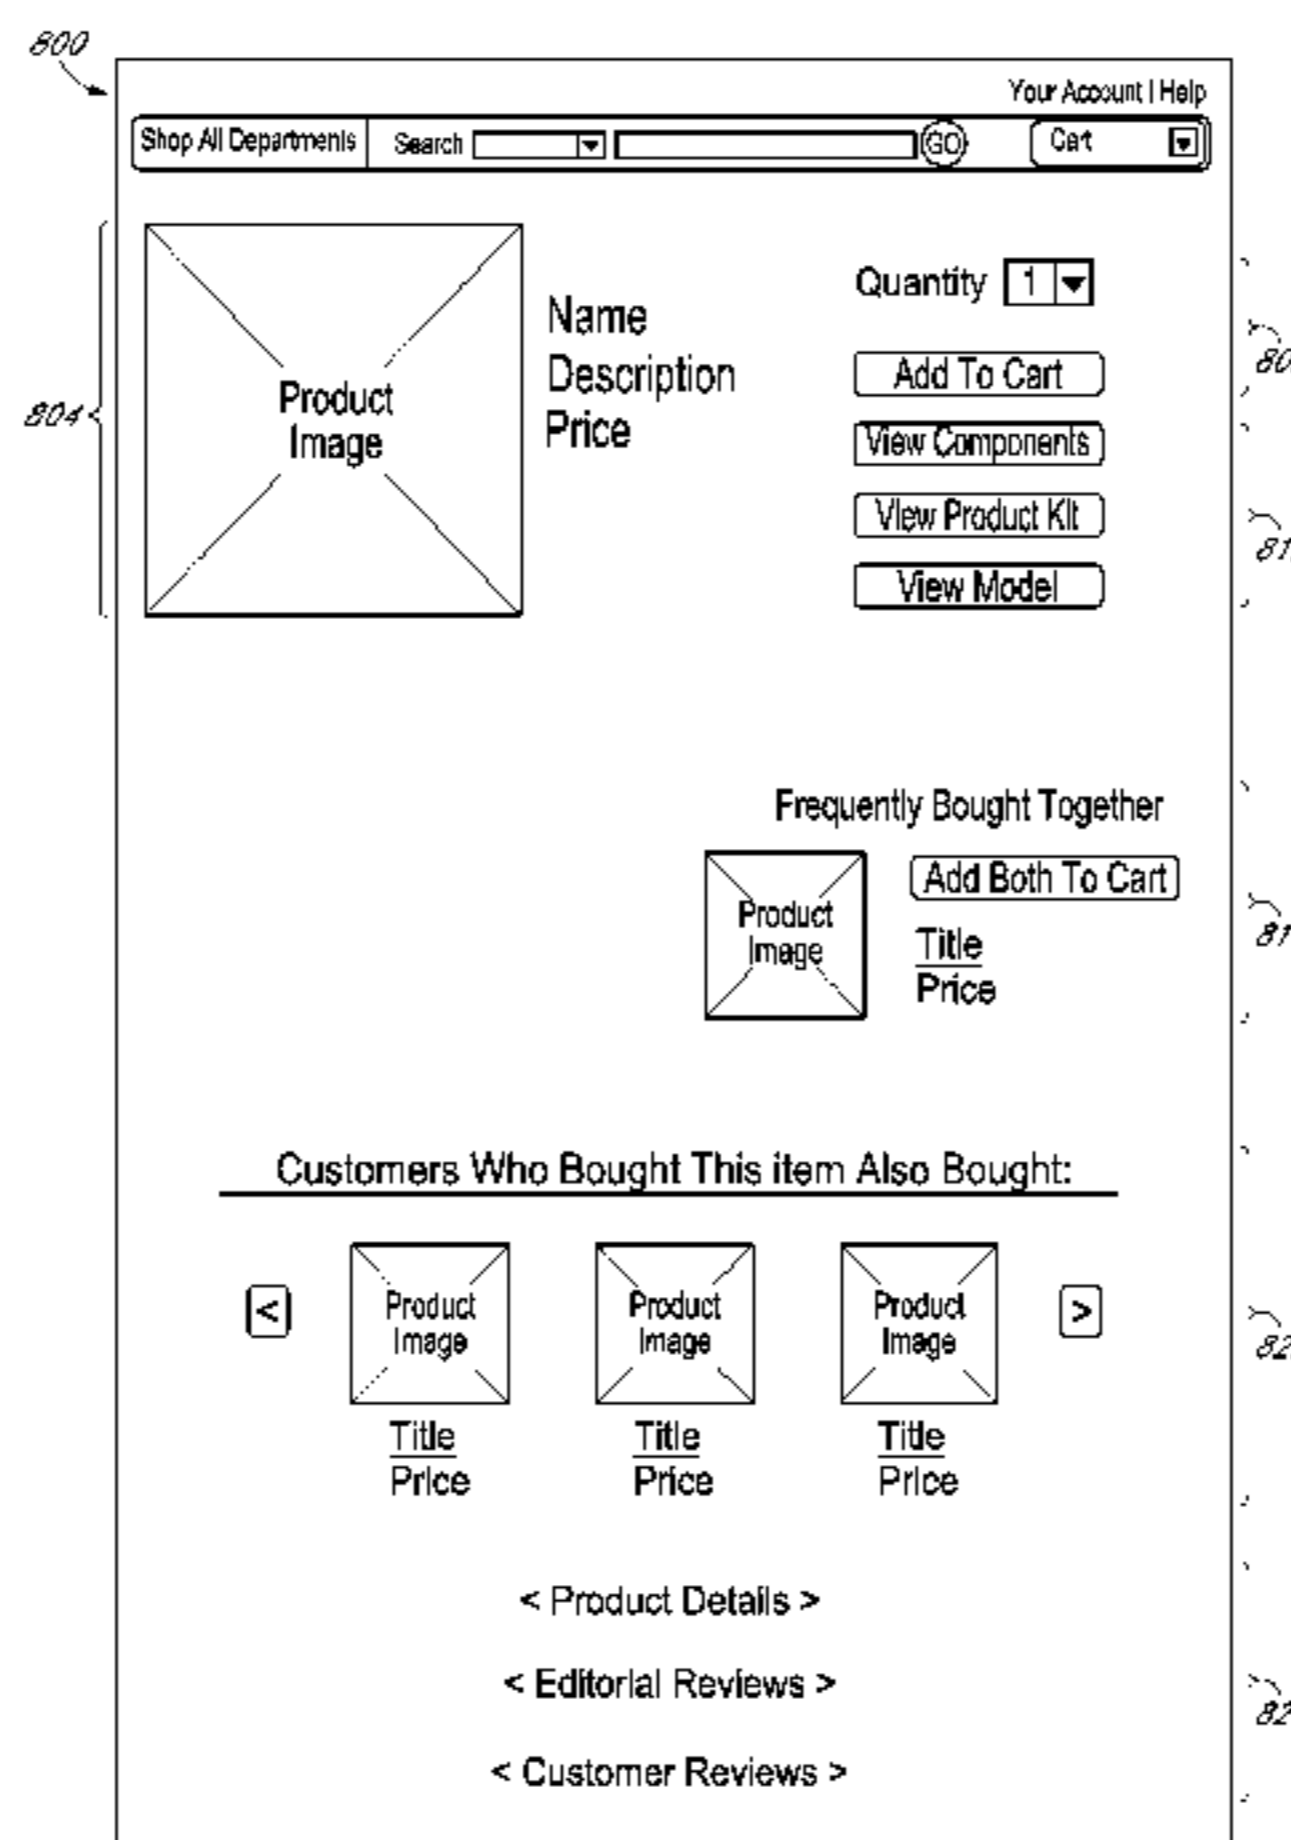 800
Your Account | Help
Shop All Departments Search GO Cart
Quantity 1
Name
Description
Price
Product
Image
804
Add To Cart
View Components
View Product Kit
View Model
Frequently Bought Together
Product
Image
Add Both To Cart
Title
Price
Customers Who Bought This item Also Bought:
< Product Image Product Image Product Image >
Title Title Title
Price Price Price
< Product Details >
< Editorial Reviews >
< Customer Reviews >